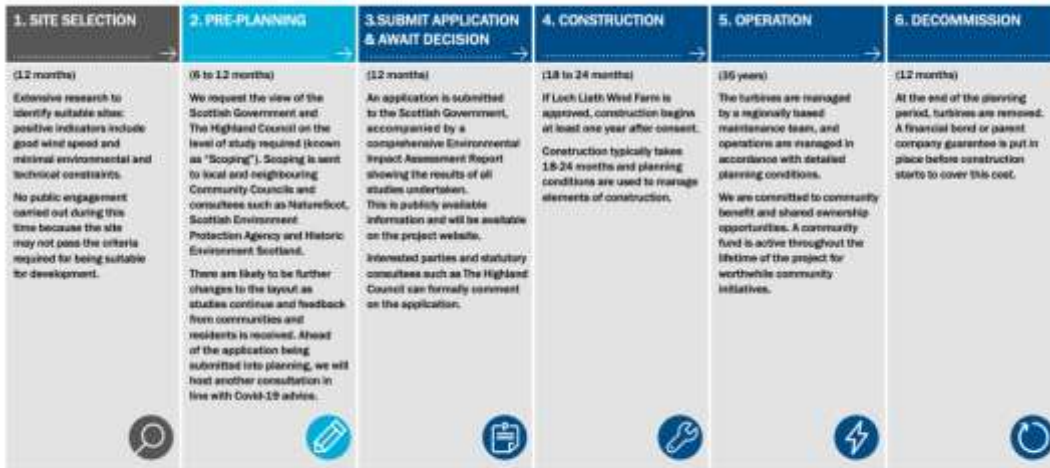 1. SITE SELECTION
(12 months)
Extensive research to
identify suitable sites:
positive indicators include
good wind speed and
minimal environmental and
technical constraints.
No public engagement
carried out during this
time because the site
may not pass the criteria
required for being suitable
for development.
2. PRE-PLANNING
(6 to 12 months)
We request the view of the
Scottish Government and
The Highland Council on the
level of study required (known
as "Scoping"). Scoping is sent
to local and neighbouring
Community Councils and
consultees such as NatureScot,
Scottish Environment
Protection Agency and Historic
Environment Scotland.
There are likely to be further
changes to the layout as
studies continue and feedback
from communities and
residents is received. Ahead
of the application being
submitted into planning, we will
host another consultation in
line with Covid-19 advice.
3.SUBMIT APPLICATION
& AWAIT DECISION
(12 months)
An application is submitted
to the Scottish Government,
accompanied by a
comprehensive Environmental
Impact Assessment Report
showing the results of all
studies undertaken.
This is publicly available
information and will be available
on the project website.
Interested parties and statutory
consultees such as The Highland
Council can formally comment
on the application.
4. CONSTRUCTION
(18 to 24 months)
If Loch Liath Wind Farm is
approved, construction begins
at least one year after consent.
Construction typically takes
18-24 months and planning
conditions are used to manage
elements of construction.
5. OPERATION
(35 years)
The turbines are managed
by a regionally based
maintenance team, and
operations are managed in
accordance with detailed
planning conditions.
We are committed to community
benefit and shared ownership
opportunities. A community
fund is active throughout the
lifetime of the project for
worthwhile community
initiatives.
6. DECOMMISSION
(12 months)
At the end of the planning
period, turbines are removed.
A financial bond or parent
company guarantee is put in
place before construction
starts to cover this cost.